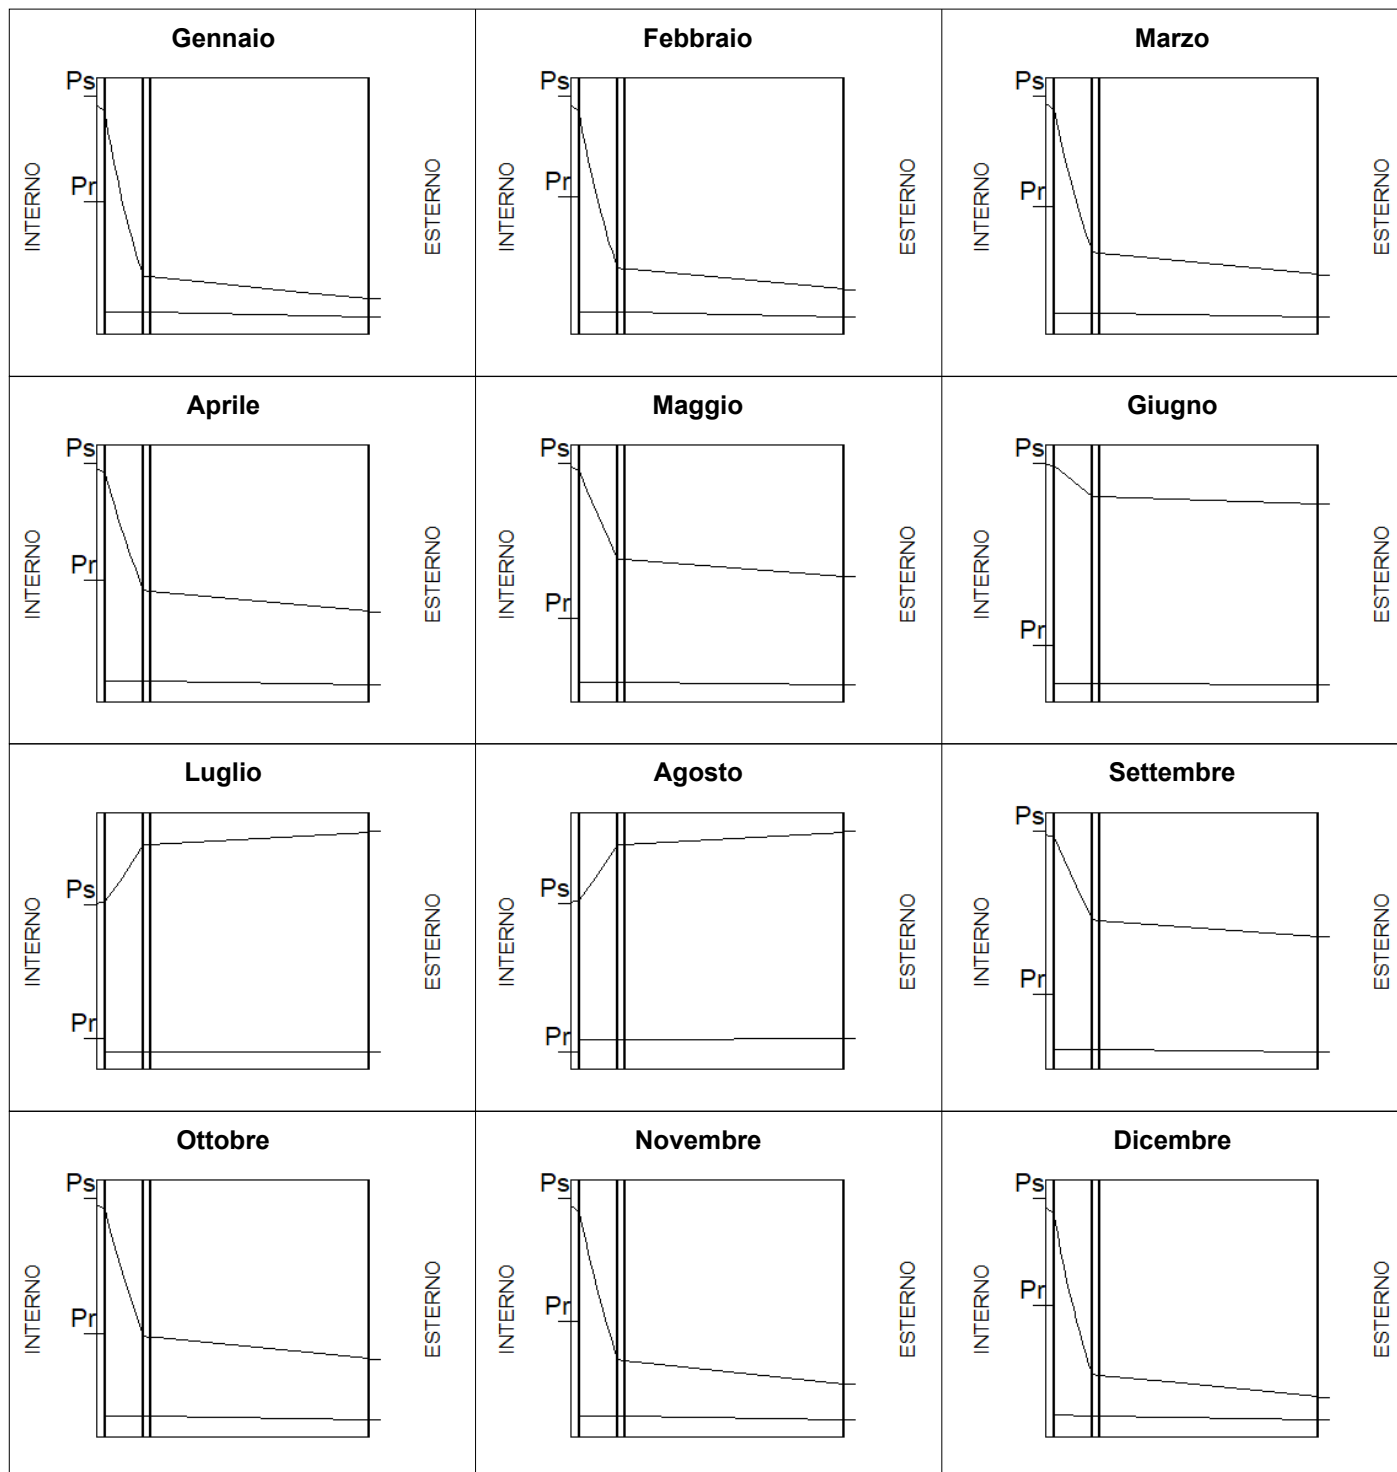 Gennaio
Ps
Pr
INTERNO
ESTERNO
Febbraio
Ps
Pr
INTERNO
ESTERNO
Marzo
Ps
Pr
INTERNO
ESTERNO
Aprile
Ps
Pr
INTERNO
ESTERNO
Maggio
Ps
Pr
INTERNO
ESTERNO
Giugno
Ps
Pr
INTERNO
ESTERNO
Luglio
Ps
Pr
INTERNO
ESTERNO
Agosto
Ps
Pr
INTERNO
ESTERNO
Settembre
Ps
Pr
INTERNO
ESTERNO
Ottobre
Ps
Pr
INTERNO
ESTERNO
Novembre
Ps
Pr
INTERNO
ESTERNO
Dicembre
Ps
Pr
INTERNO
ESTERNO